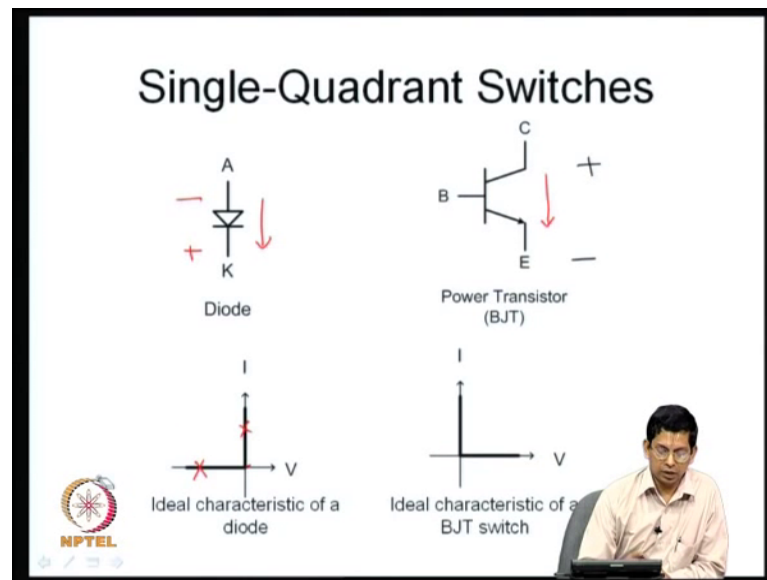 Single-Quadrant Switches
A
−
+
K
Diode
C
B
+
E
−
Power Transistor
(BJT)
I
V
Ideal characteristic of a
diode
I
V
Ideal characteristic of a
BJT switch
NPTEL